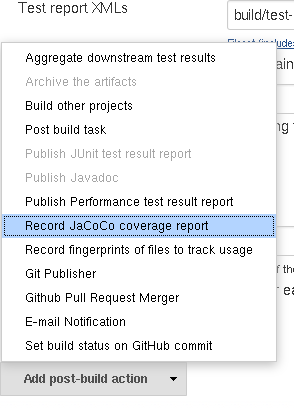 Test report XMLs
build/test-
Aggregate downstream test results
Archive the artifacts
Build other projects
Post build task
Publish JUnit test result report
Publish Javadoc
Publish Performance test result report
Record JaCoCo coverage report
Record fingerprints of files to track usage
Git Publisher
Github Pull Request Merger
E-mail Notification
Set build status on GitHub commit
of the
Add post-build action